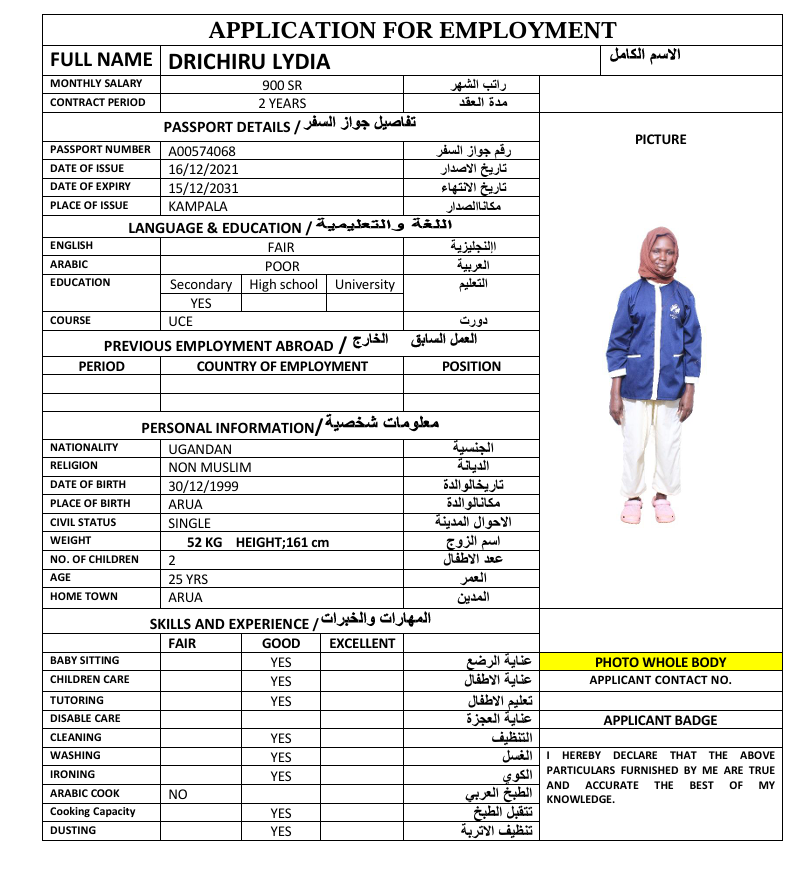 APPLICATION FOR EMPLOYMENT
FULL NAME DRICHIRU LYDIA الاسم الكامل
MONTHLY SALARY 900 SR راتب الشهر
CONTRACT PERIOD 2 YEARS مدة العقد
PASSPORT DETAILS / تفاصيل جواز السفر
PICTURE
PASSPORT NUMBER A00574068 رقم جواز السفر
DATE OF ISSUE 16/12/2021 تاريخ الاصدار
DATE OF EXPIRY 15/12/2031 تاريخ الانتهاء
PLACE OF ISSUE KAMPALA مكاناالصدار
LANGUAGE & EDUCATION / اللغة والتعليمية
ENGLISH FAIR اإلنجليزية
ARABIC POOR العربية
EDUCATION Secondary High school University التعليم
YES
COURSE UCE دورت
PREVIOUS EMPLOYMENT ABROAD / العمل السابق الخارج
PERIOD COUNTRY OF EMPLOYMENT POSITION
PERSONAL INFORMATION/ معلومات شخصية
NATIONALITY UGANDAN الجنسية
RELIGION NON MUSLIM الديانة
DATE OF BIRTH 30/12/1999 تاريخالوالدة
PLACE OF BIRTH ARUA مكانالوالدة
CIVIL STATUS SINGLE الاحوال المدينة
WEIGHT 52 KG HEIGHT;161 cm اسم الزوج
NO. OF CHILDREN 2 عدد الاطفال
AGE 25 YRS العمر
HOME TOWN ARUA المدين
SKILLS AND EXPERIENCE / المهارات والخبرات
FAIR GOOD EXCELLENT
BABY SITTING YES عناية الرضع
PHOTO WHOLE BODY
CHILDREN CARE YES عناية الاطفال
APPLICANT CONTACT NO.
TUTORING YES تعليم الاطفال
DISABLE CARE عناية العجزة
APPLICANT BADGE
CLEANING YES التنظيف
WASHING YES الغسل
IRONING YES الكوي
ARABIC COOK NO الطبخ العربي
Cooking Capacity YES تتقبل الطبخ
DUSTING YES تنظيف الاتربة
I HEREBY DECLARE THAT THE ABOVE
PARTICULARS FURNISHED BY ME ARE TRUE
AND ACCURATE THE BEST OF MY
KNOWLEDGE.